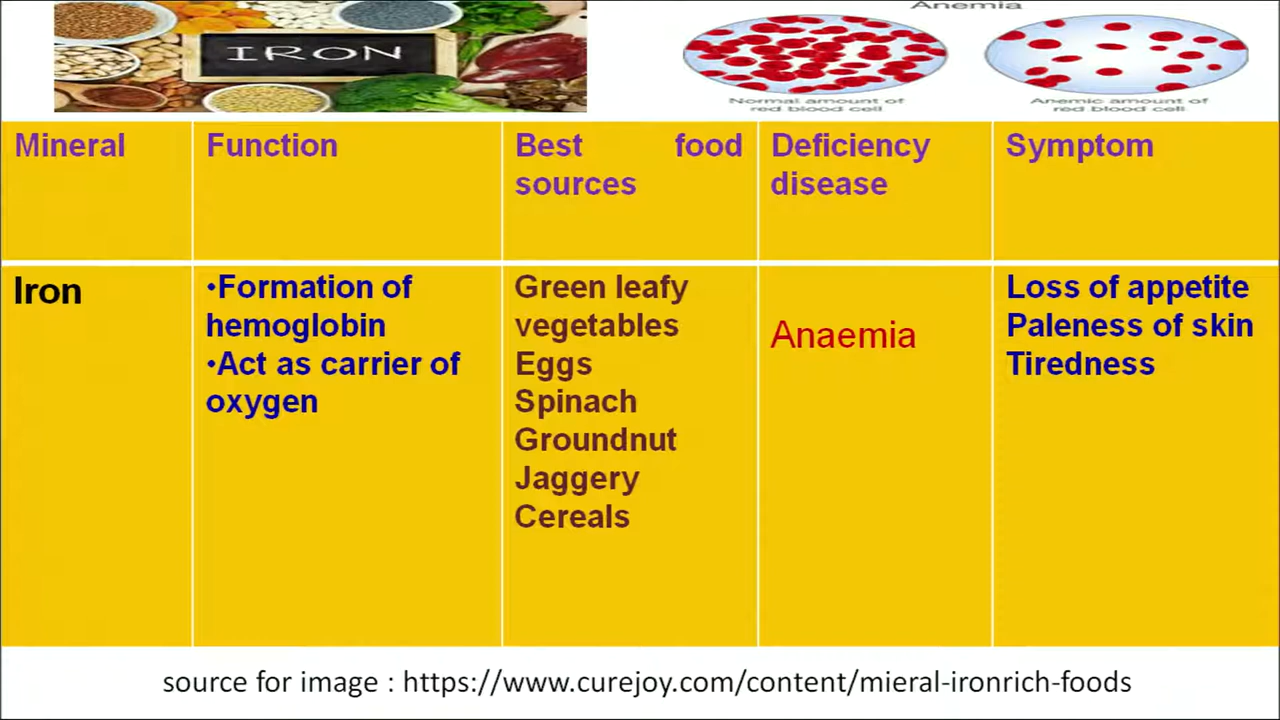 IRON
Anemia
Normal amount of
red blood cell
Anemic amount of
red blood cell
Mineral
Function
Best food
sources
Deficiency
disease
Symptom
Iron
•Formation of
hemoglobin
•Act as carrier of
oxygen
Green leafy
vegetables
Eggs
Spinach
Groundnut
Jaggery
Cereals
Anaemia
Loss of appetite
Paleness of skin
Tiredness
source for image : https://www.curejoy.com/content/mieral-ironrich-foods